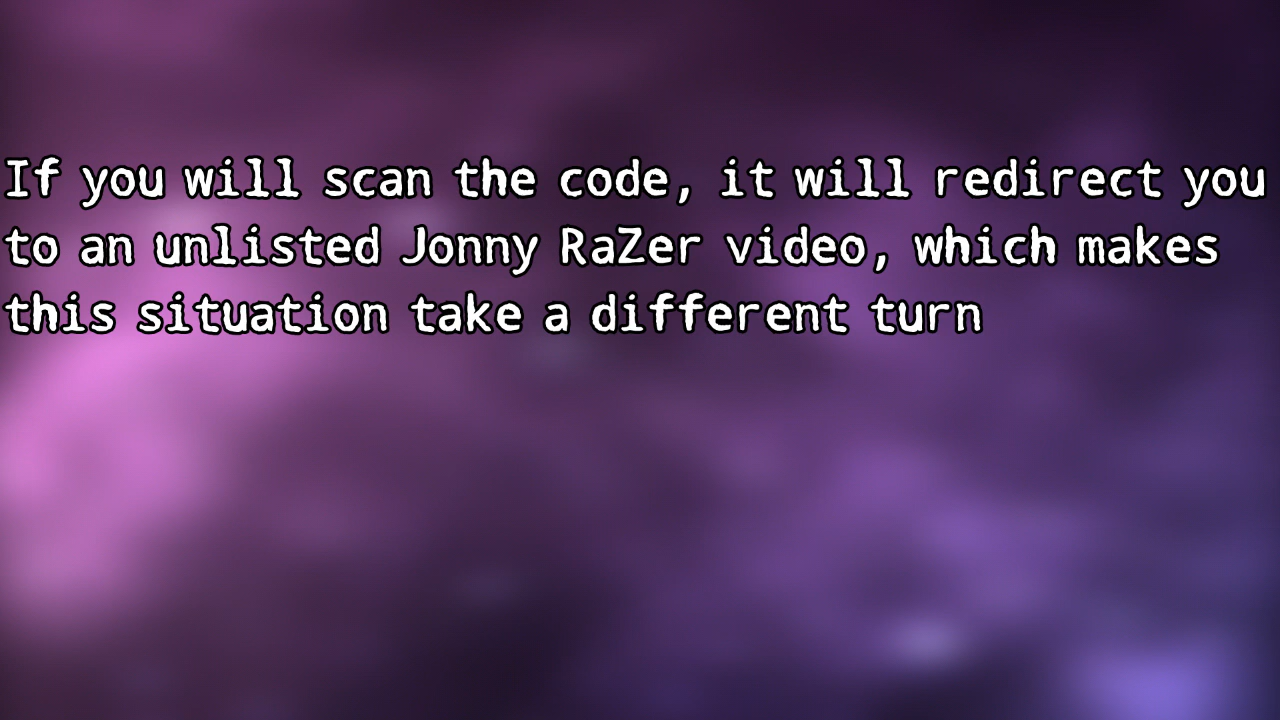 If you will scan the code, it will redirect you
to an unlisted Jonny RaZer video, which makes
this situation take a different turn